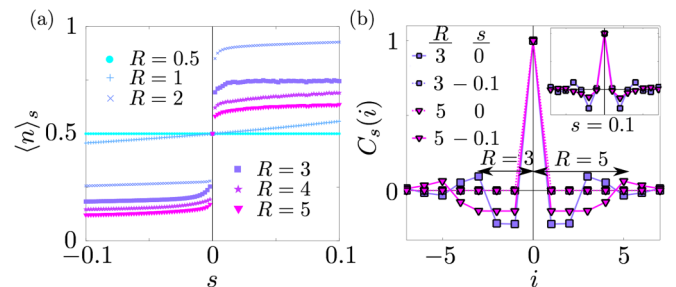 (a)
1
0.5
0
⟨n⟩s
R = 0.5
R = 1
R = 2
R = 3
R = 4
R = 5
−0.1
0
0.1
s
(b)
1
0
Cs(i)
R s
3 0
3 −0.1
5 0
5 −0.1
s = 0.1
R = 3
R = 5
−5
0
5
i